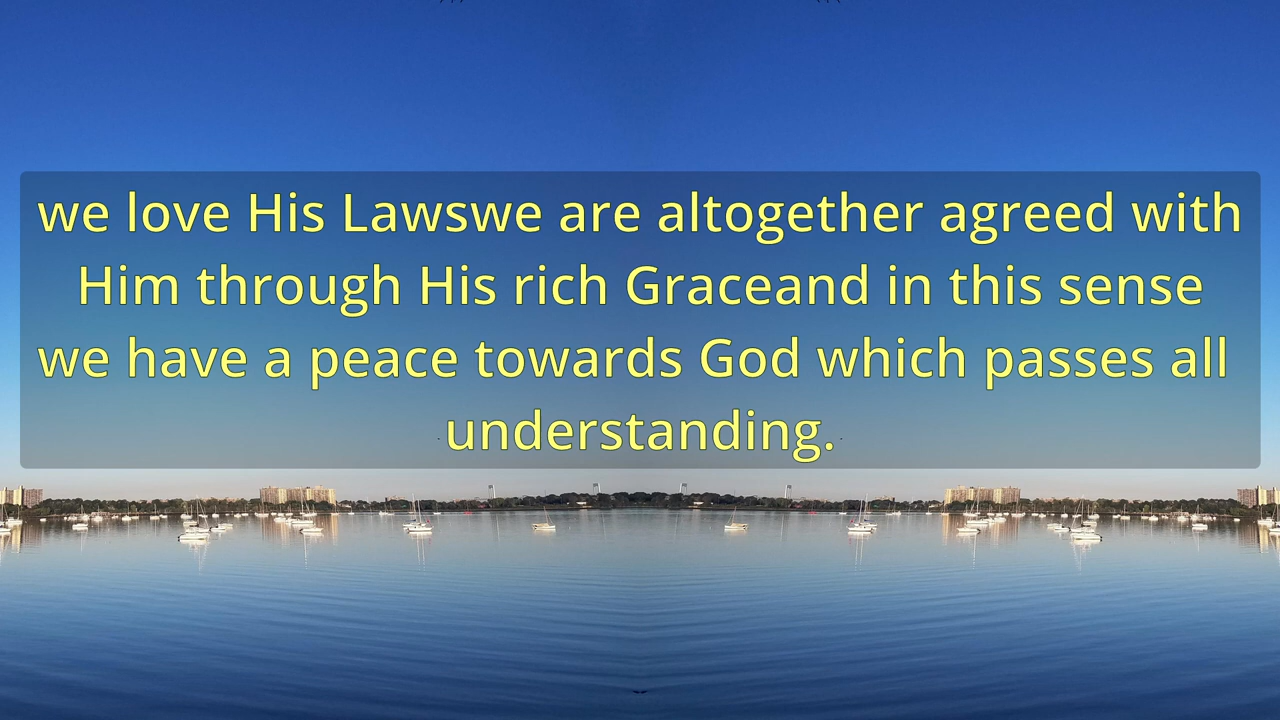 we love His Lawswe are altogether agreed with
Him through His rich Graceand in this sense
we have a peace towards God which passes all
understanding.